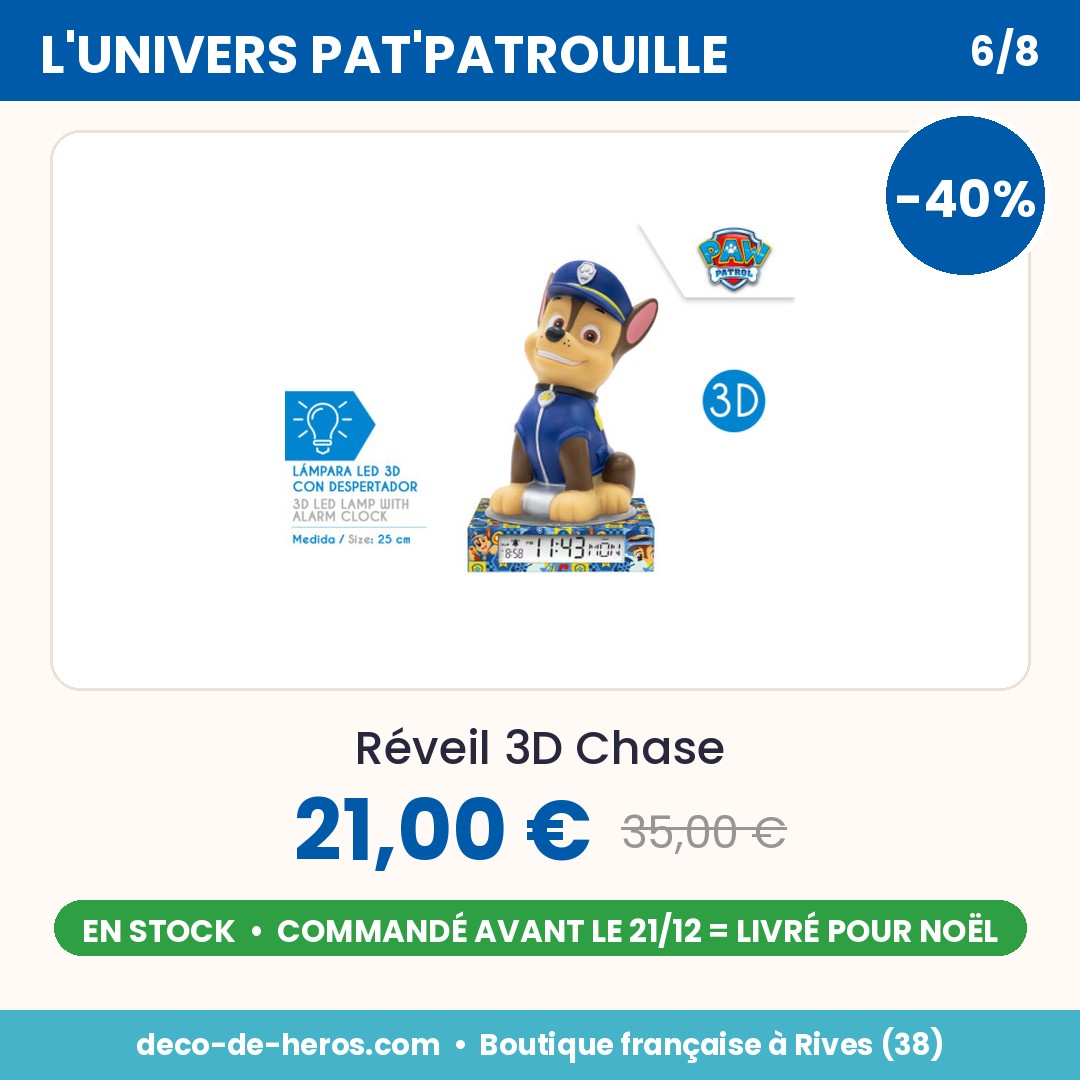 L'UNIVERS PAT'PATROUILLE
6/8
-40%
PAW
PATROL
3D
LÁMPARA LED 3D
CON DESPERTADOR
3D LED LAMP WITH
ALARM CLOCK
Medida / Size: 25 cm
8:58 11:43 MON
Réveil 3D Chase
21,00 € 35,00 €
EN STOCK • COMMANDÉ AVANT LE 21/12 = LIVRÉ POUR NOËL
deco-de-heros.com • Boutique française à Rives (38)